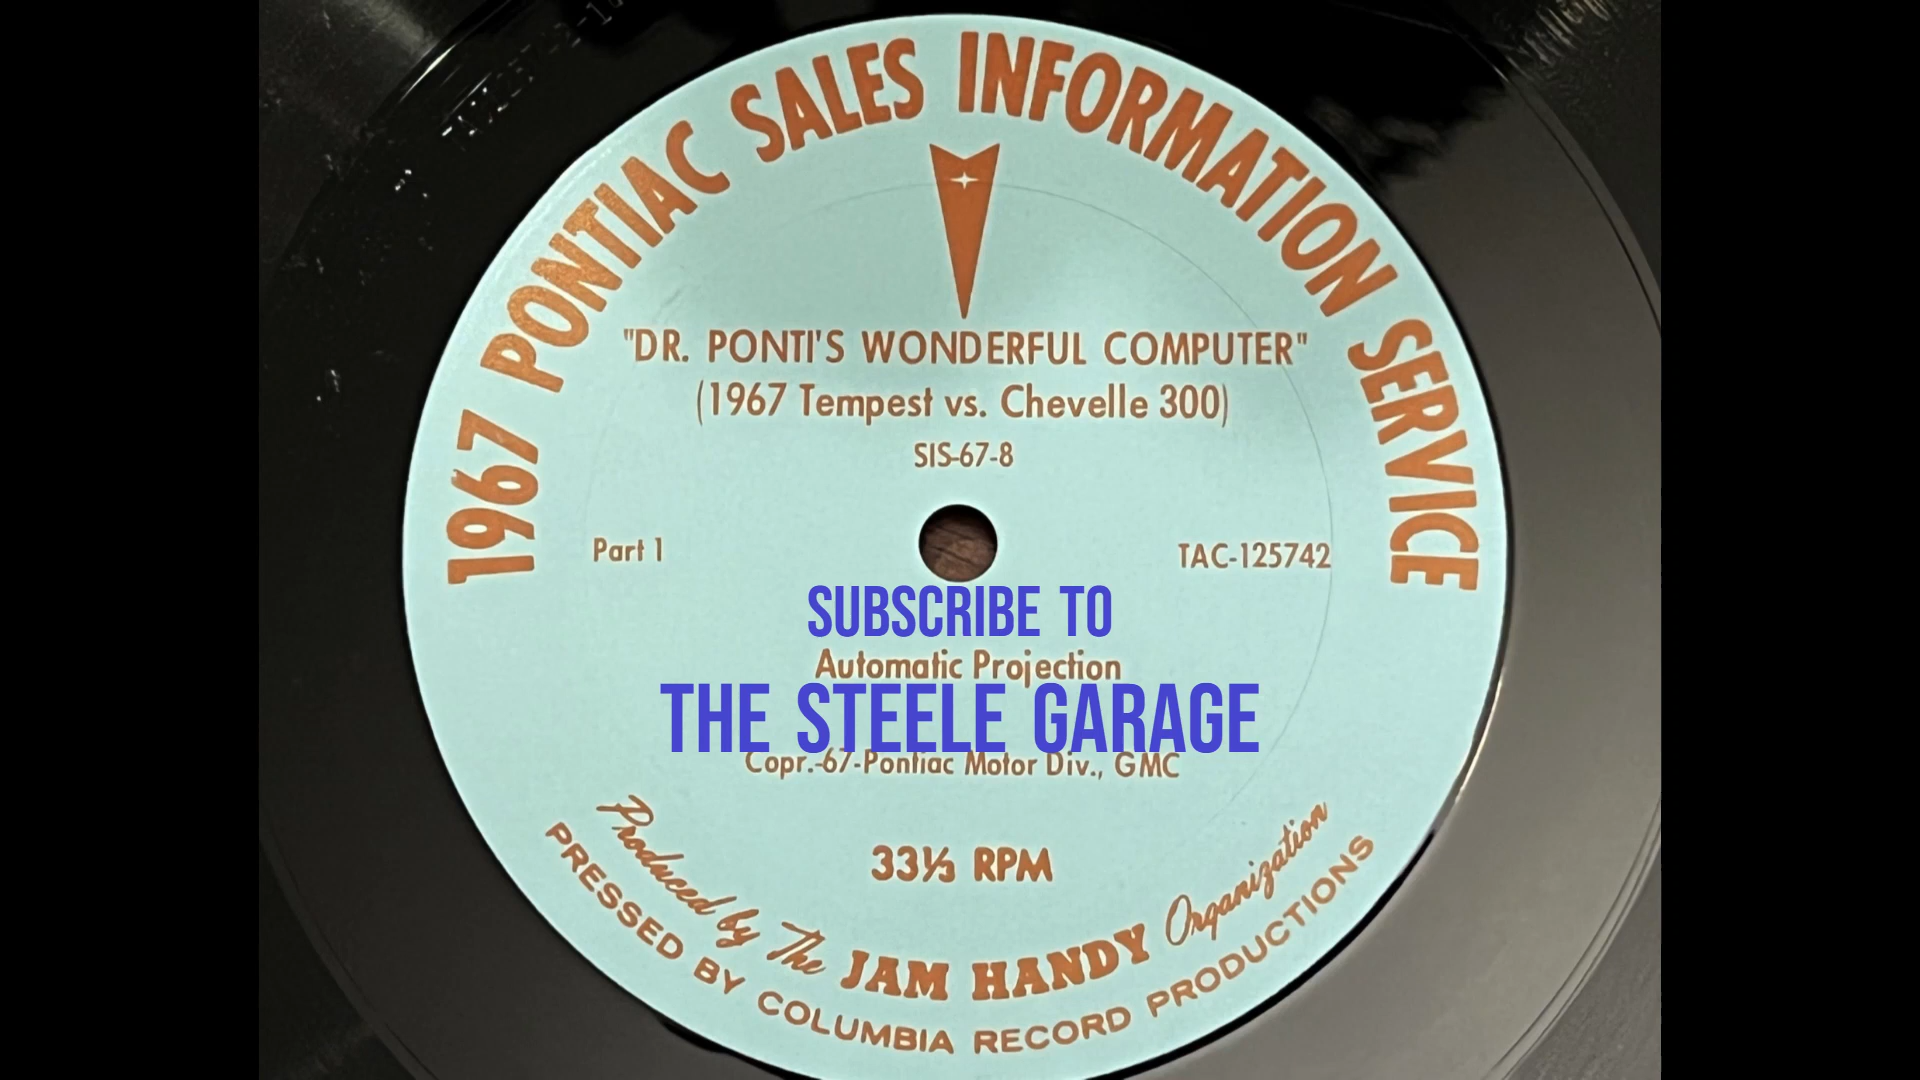 1967 PONTIAC SALES INFORMATION SERVICE
"DR. PONTI'S WONDERFUL COMPUTER"
(1967 Tempest vs. Chevelle 300)
SIS-67-8
Part 1
TAC-125742
SUBSCRIBE TO
Automatic Projection
THE STEELE GARAGE
Copr.-67-Pontiac Motor Div., GMC
33⅓ RPM
Produced by The JAM HANDY Organization
PRESSED BY COLUMBIA RECORD PRODUCTIONS